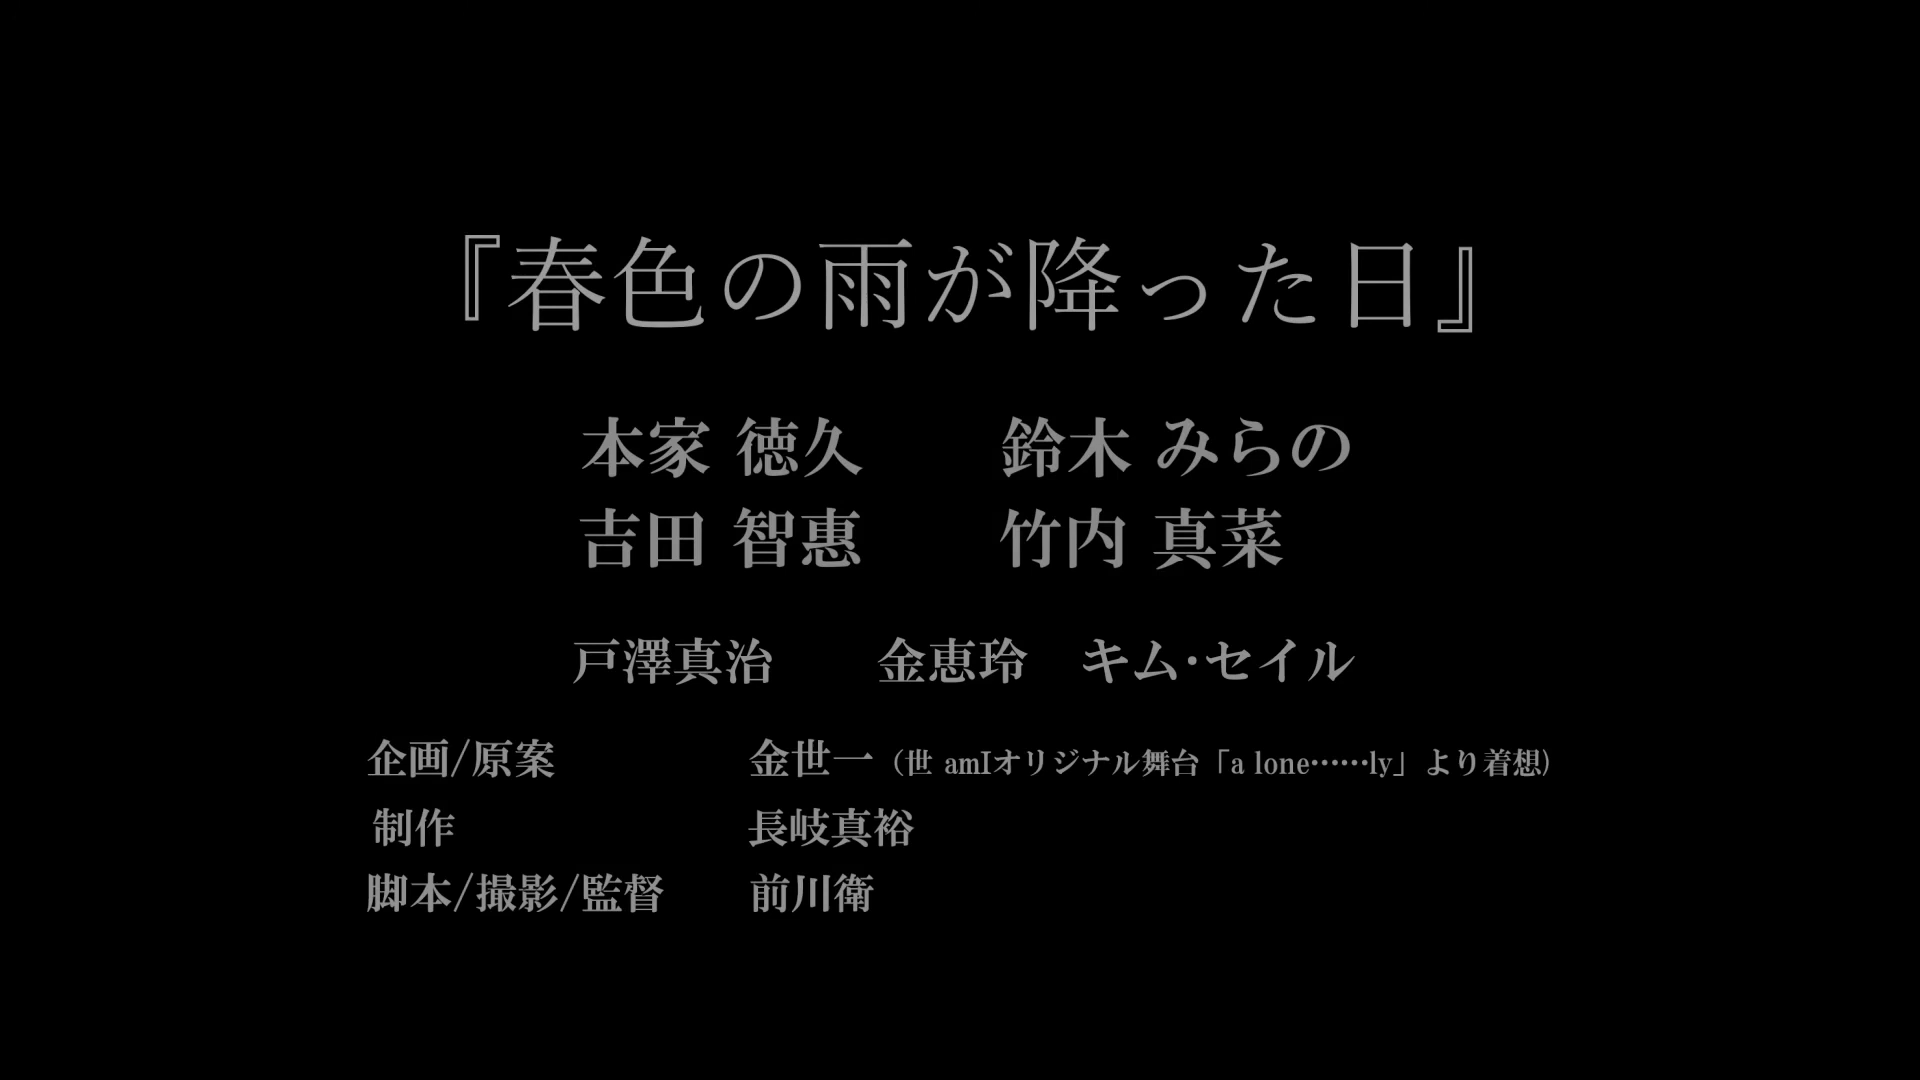 『春色の雨が降った日』
本家 徳久　　鈴木 みらの
吉田 智惠　　竹内 真菜
戸澤真治　　金恵玲　キム･セイル
企画/原案　　金世一（世 amIオリジナル舞台「a lone……ly」より着想)
制作　　長岐真裕
脚本/撮影/監督　　前川衛